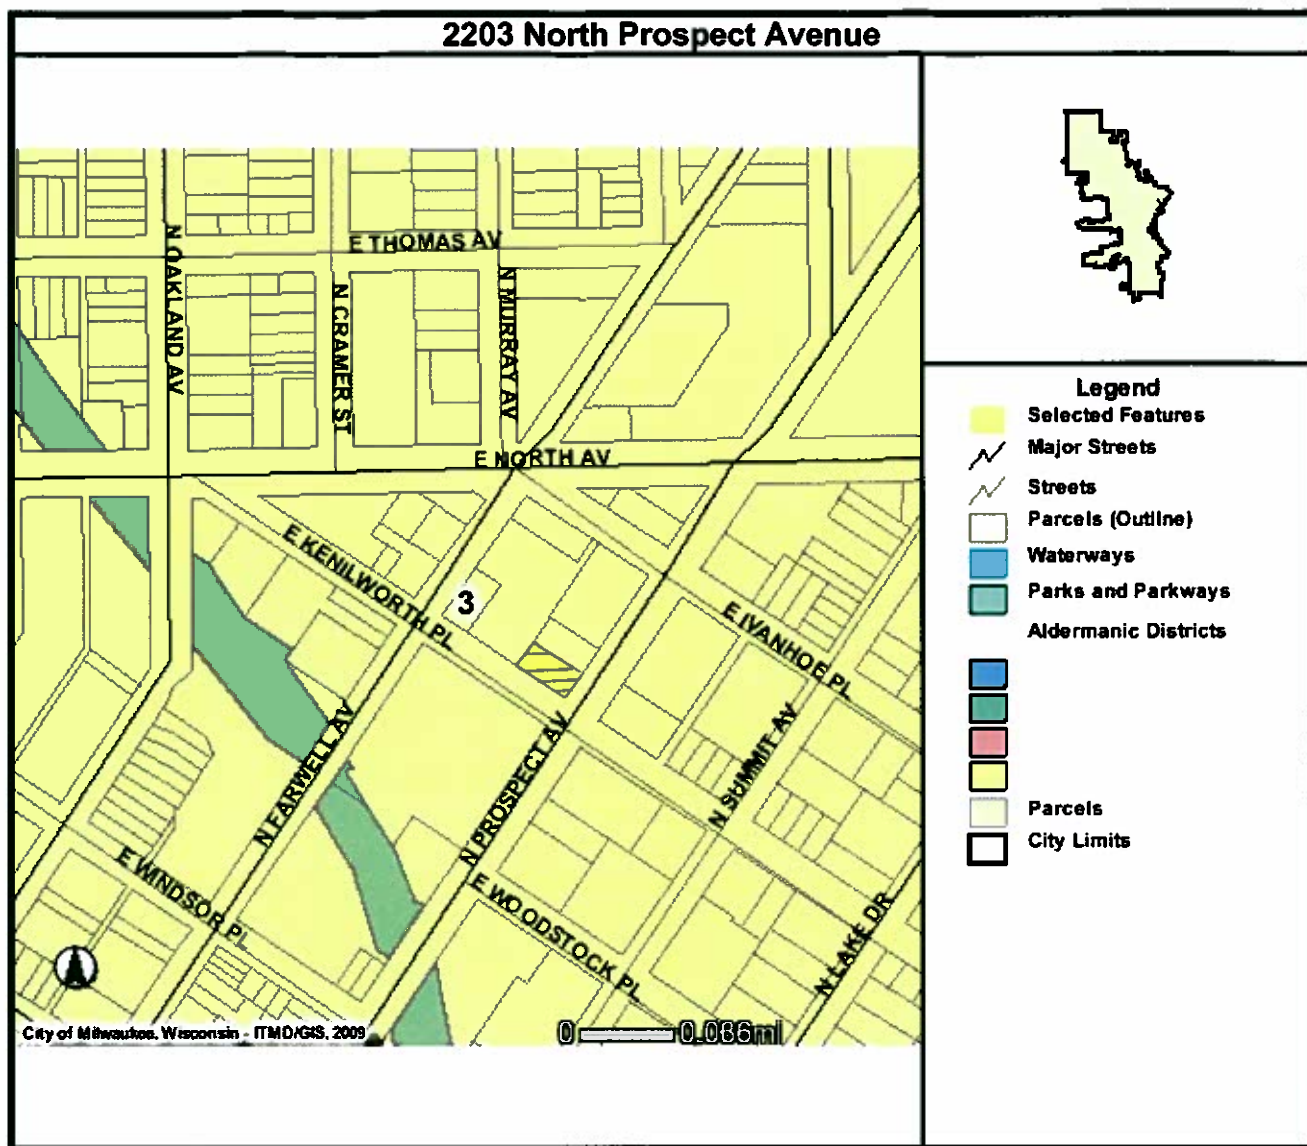 2203 North Prospect Avenue
E THOMAS AV
N OAKLAND AV
N CRAMER ST
N MURRAY AV
E NORTH AV
E KENILWORTH PL
3
E IVANHOE PL
N FARWELL AV
N PROSPECT AV
N SUMMIT AV
E WINDSOR PL
E WOODSTOCK PL
N LAKE DR
City of Milwaukee, Wisconsin - ITMD/GIS, 2009
0 0.086mi
Legend
Selected Features
Major Streets
Streets
Parcels (Outline)
Waterways
Parks and Parkways
Aldermanic Districts
Parcels
City Limits